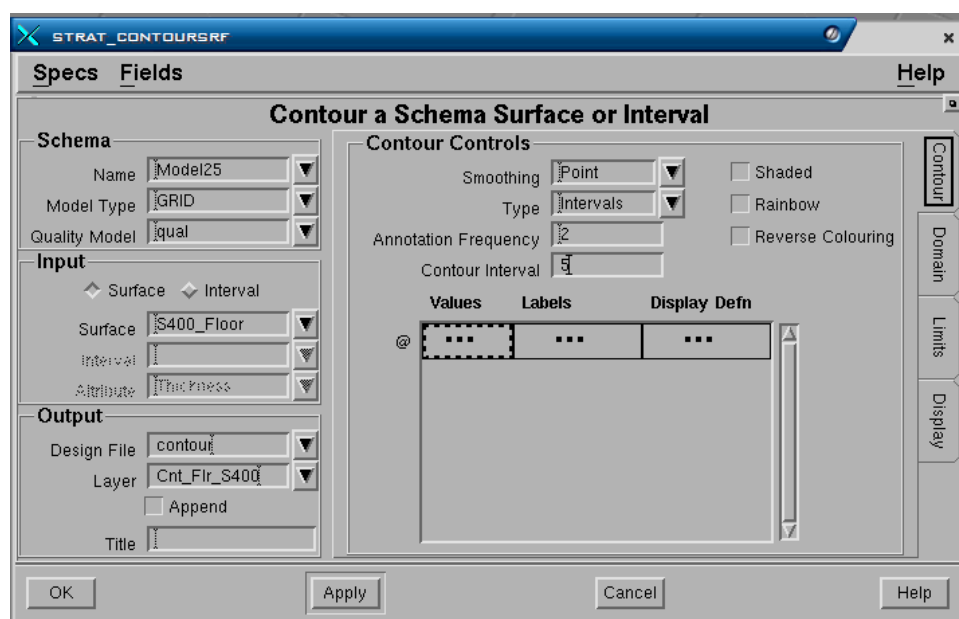 STRAT_CONTOURSRF
Specs Fields Help
Contour a Schema Surface or Interval
Schema
Name Model25
Model Type GRID
Quality Model qual
Input
Surface Interval
Surface S400_Floor
Interval
Attribute Thickness
Output
Design File contour
Layer Cnt_Flr_S400
Append
Title
Contour Controls
Smoothing Point Shaded
Type Intervals Rainbow
Annotation Frequency 2 Reverse Colouring
Contour Interval 5
Values Labels Display Defn
@ ... ... ...
Contour
Domain
Limits
Display
OK Apply Cancel Help